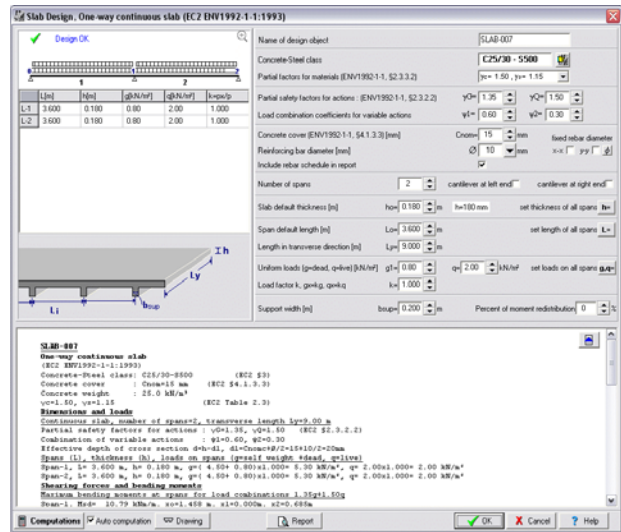 Slab Design, One-way continuous slab (EC2 ENV1992-1-1:1993)
Design OK
1 2
L[m] h[m] g[kN/m²] q[kN/m²] k=px/p
L-1 3.600 0.180 0.80 2.00 1.000
L-2 3.600 0.180 0.80 2.00 1.000
h
Ly
Li
bsup
Name of design object SLAB-007
Concrete-Steel class C25/30 - S500
Partial factors for materials (ENV1992-1-1, §2.3.3.2) γc= 1.50 , γs= 1.15
Partial safety factors for actions : (ENV1992-1-1, §2.3.2.2) γG= 1.35 γQ= 1.50
Load combination coefficients for variable actions ψ1= 0.60 ψ2= 0.30
Concrete cover (ENV1992-1-1, §4.1.3.3) [mm] Cnom= 15 mm fixed rebar diameter
Reinforcing bar diameter [mm] Ø 10 mm x-x y-y ϕ
Include rebar schedule in report
Number of spans 2 cantilever at left end cantilever at right end
Slab default thickness [m] ho= 0.180 m h=180 mm set thickness of all spans h=
Span default length [m] Lo= 3.600 m set length of all spans L=
Length in transverse direction [m] Ly= 9.000 m
Uniform loads (g=dead, q=live) [kN/m²] g1= 0.80 q= 2.00 kN/m² set loads on all spans g,q=
Load factor k, gx=kg, qx=kq k= 1.000
Support width [m] bsup= 0.200 m Percent of moment redistribution 0 %
SLAB-007
One-way continuous slab
(EC2 ENV1992-1-1:1993)
Concrete-Steel class: C25/30-S500 (EC2 §3)
Concrete cover : Cnom=15 mm (EC2 §4.1.3.3)
Concrete weight : 25.0 kN/m³
γc=1.50, γs=1.15 (EC2 Table 2.3)
Dimensions and loads
Continuous slab, number of spans=2, transverse length Ly=9.00 m
Partial safety factors for actions : γG=1.35, γQ=1.50 (EC2 §2.3.2.2)
Combination of variable actions : ψ1=0.60, ψ2=0.30
Effective depth of cross section d=h-d1, d1=Cnom+Ø/2=15+10/2=20mm
Spans (L), thickness (h), loads on spans (g=self weight +dead, q=live)
Span-1, L= 3.600 m, h= 0.180 m, g=( 4.50+ 0.80)x1.000= 5.30 kN/m², q= 2.00x1.000= 2.00 kN/m²
Span-2, L= 3.600 m, h= 0.180 m, g=( 4.50+ 0.80)x1.000= 5.30 kN/m², q= 2.00x1.000= 2.00 kN/m²
Shearing forces and bending moments
Maximum bending moments at spans for load combinations 1.35g+1.50q
Span-1, Msd= 10.79 kNm/m, xo=1.458 m, x1=0.000m, x2=0.685m
Computations Auto computation Drawing Report OK Cancel Help